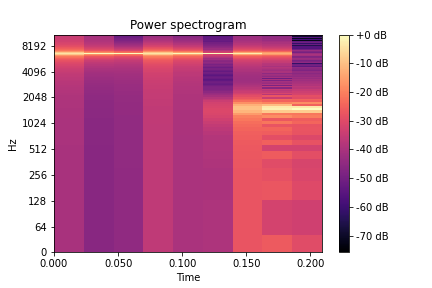 Power spectrogram
8192
4096
2048
1024
512
256
128
64
0
Hz
0.000 0.050 0.100 0.150 0.200
Time
+0 dB
-10 dB
-20 dB
-30 dB
-40 dB
-50 dB
-60 dB
-70 dB